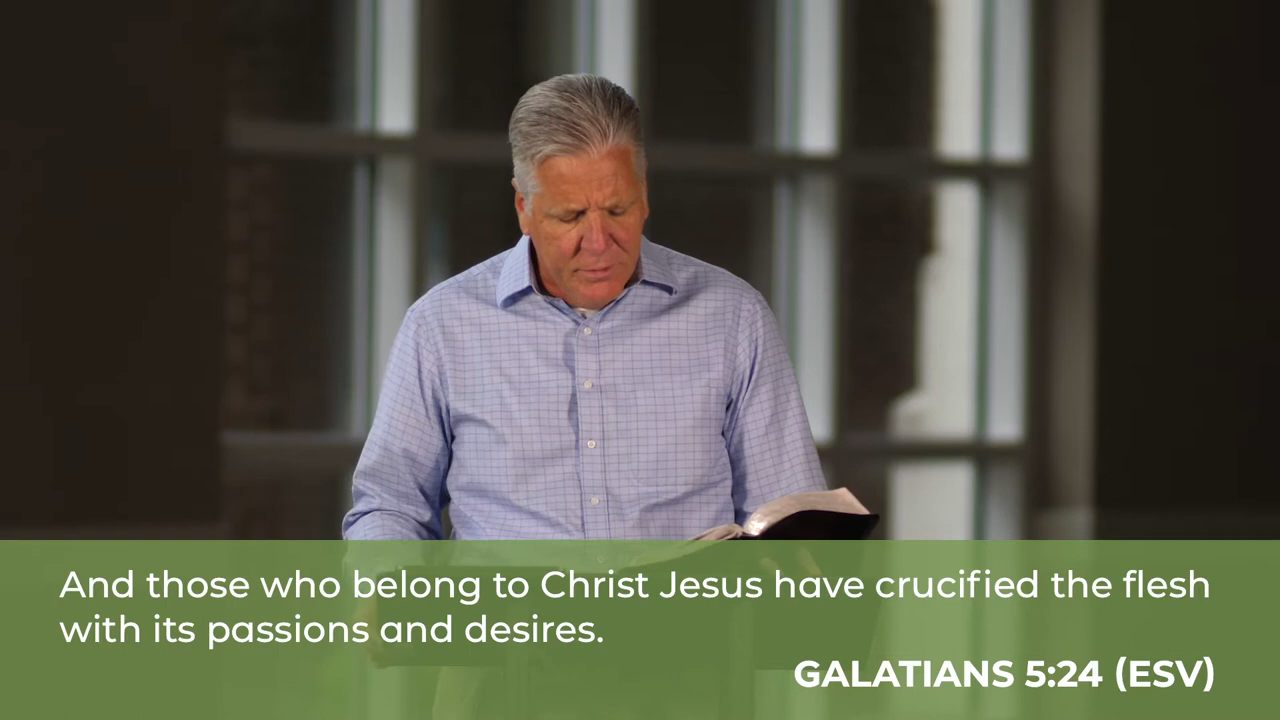 And those who belong to Christ Jesus have crucified the flesh
with its passions and desires.
GALATIANS 5:24 (ESV)